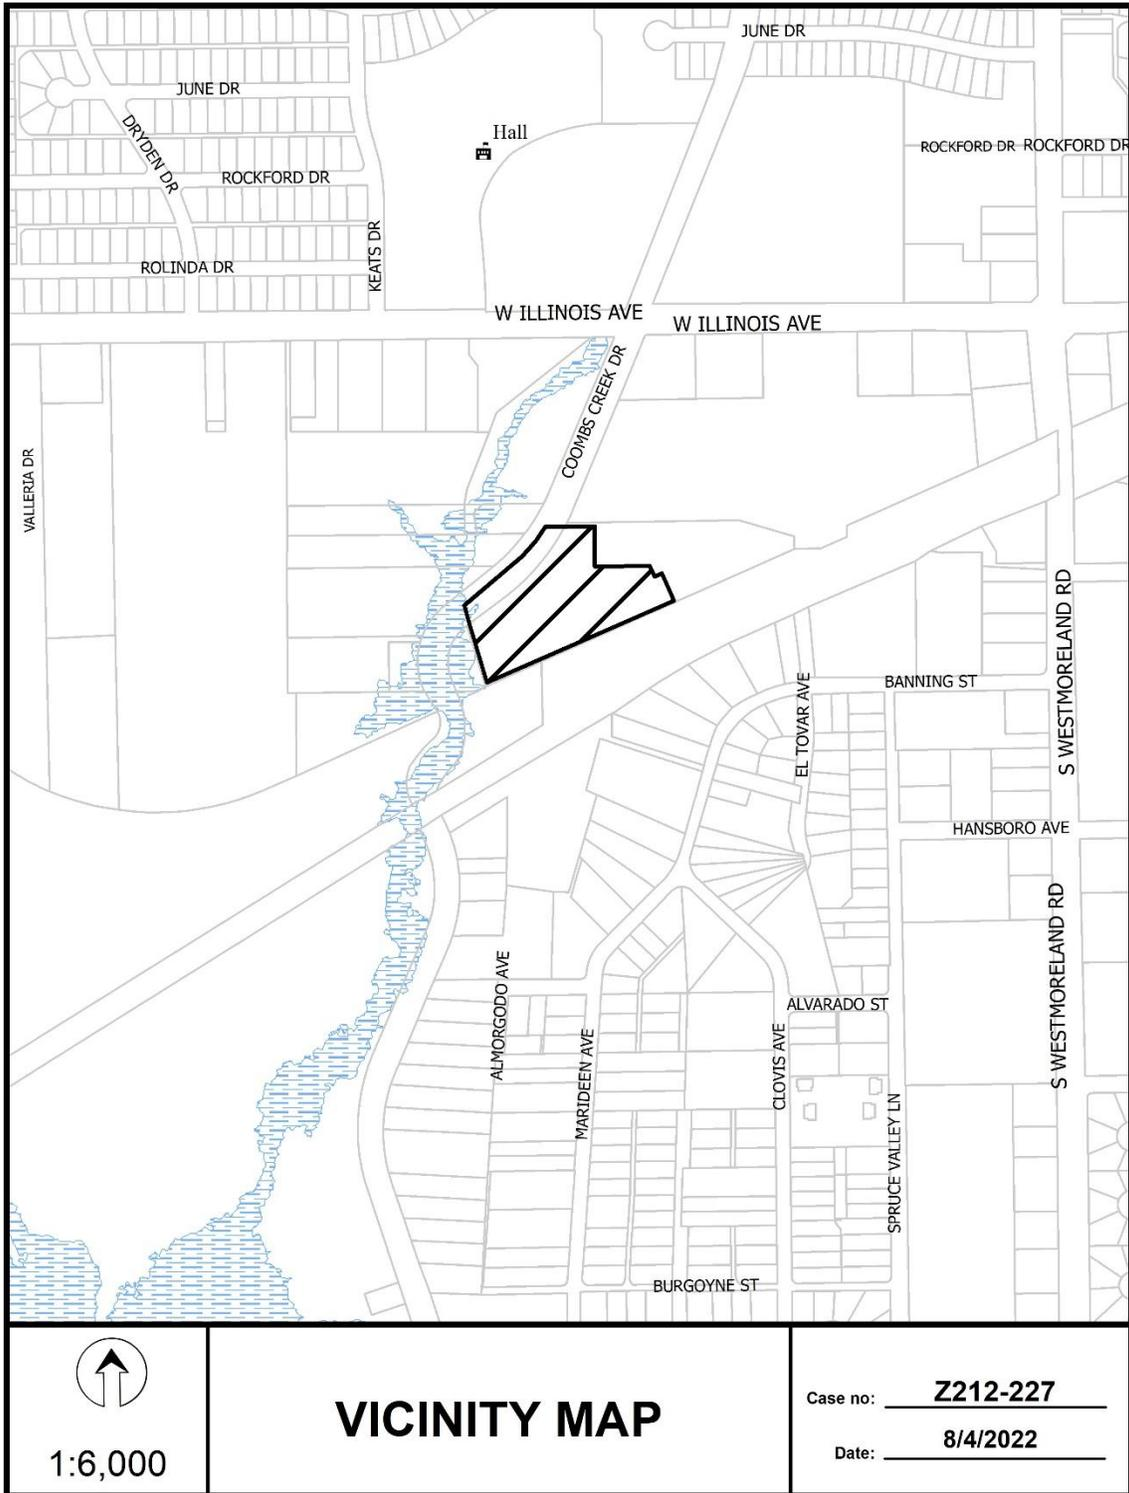 JUNE DR
JUNE DR
Hall
DRYDEN DR
ROCKFORD DR ROCKFORD DR
ROCKFORD DR
KEATS DR
ROLINDA DR
W ILLINOIS AVE
W ILLINOIS AVE
COOMBS CREEK DR
VALLERIA DR
S WESTMORELAND RD
BANNING ST
EL TOVAR AVE
HANSBORO AVE
S WESTMORELAND RD
ALMORGODO AVE
ALVARADO ST
MARIDEEN AVE
CLOVIS AVE
SPRUCE VALLEY LN
BURGOYNE ST
1:6,000
VICINITY MAP
Case no: Z212-227
Date: 8/4/2022